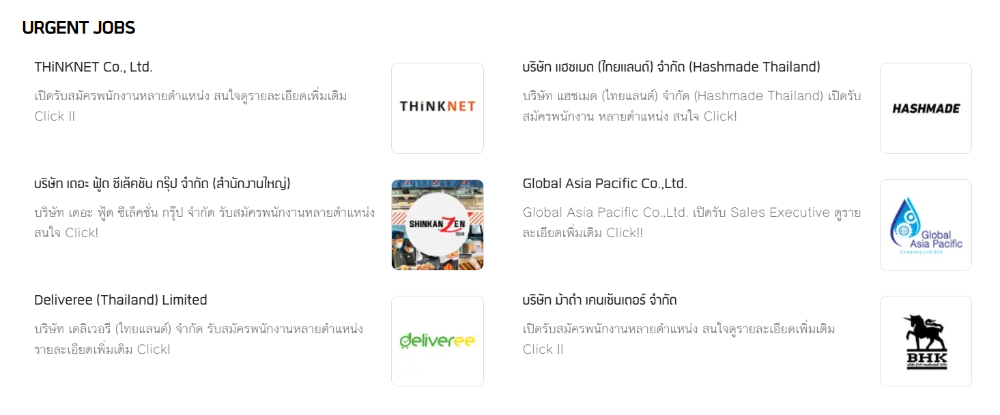 URGENT JOBS
THiNKNET Co., Ltd.
เปิดรับสมัครพนักงานหลายตำแหน่ง สนใจดูรายละเอียดเพิ่มเติม
Click !!
THiNKNET
บริษัท แฮชเมด (ไทยแลนด์) จำกัด (Hashmade Thailand)
บริษัท แฮชเมด (ไทยแลนด์) จำกัด (Hashmade Thailand) เปิดรับ
สมัครพนักงาน หลายตำแหน่ง สนใจ Click!
HASHMADE
บริษัท เดอะ ฟู้ด ซีเล็คชัน กรุ๊ป จำกัด (สำนักงานใหญ่)
บริษัท เดอะ ฟู้ด ซีเล็คชั่น กรุ๊ป จำกัด รับสมัครพนักงานหลายตำแหน่ง
สนใจ Click!
SHINKANZEN
Global Asia Pacific Co.,Ltd.
Global Asia Pacific Co.,Ltd. เปิดรับ Sales Executive ดูราย
ละเอียดเพิ่มเติม Click!!
Global
Asia Pacific
Company Limited
Deliveree (Thailand) Limited
บริษัท เดลิเวอรี (ไทยแลนด์) จำกัด รับสมัครพนักงานหลายตำแหน่ง
รายละเอียดเพิ่มเติม Click!
deliveree
บริษัท ม้าดำ เคนเซ็นเตอร์ จำกัด
เปิดรับสมัครพนักงานหลายตำแหน่ง สนใจดูรายละเอียดเพิ่มเติม
Click !!
BHK